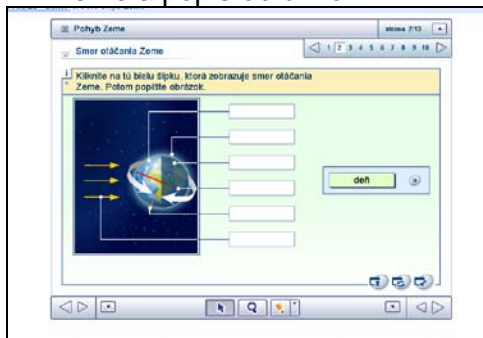 Pohyb Zeme
strana 7/13
Smer otáčania Zeme
1 2 3 4 5 6 7 8 9 10
Kliknite na tú bielu šípku, ktorá zobrazuje smer otáčania
Zeme. Potom popíšte obrázok.
deň